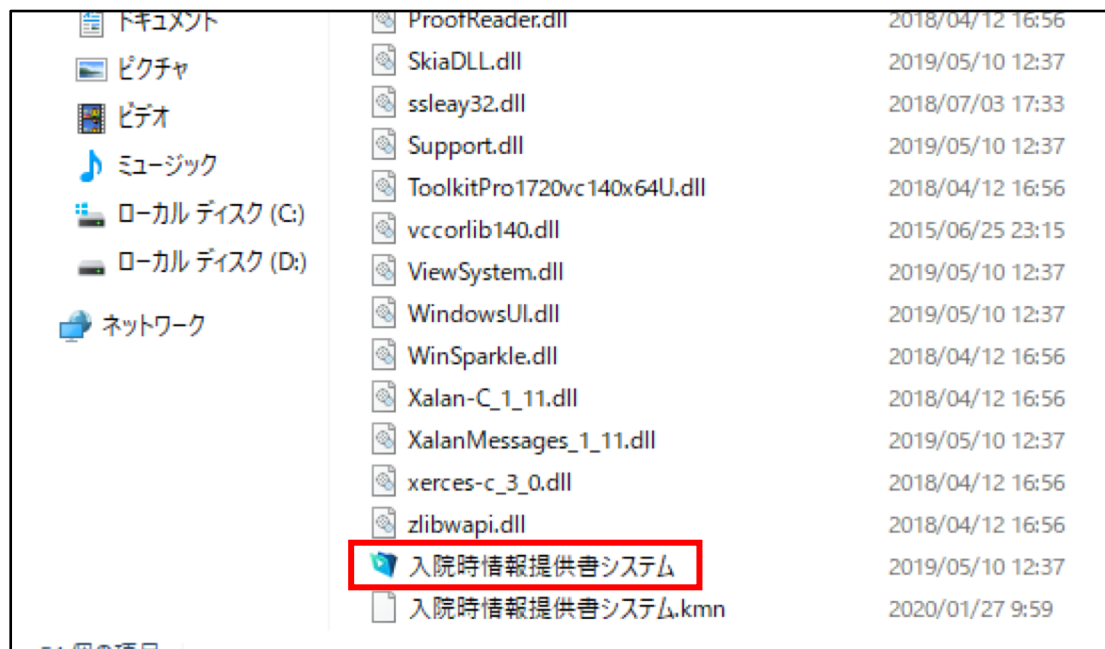 ドキュメント
ピクチャ
ビデオ
ミュージック
ローカル ディスク (C:)
ローカル ディスク (D:)
ネットワーク
ProofReader.dll 2018/04/12 16:56
SkiaDLL.dll 2019/05/10 12:37
ssleay32.dll 2018/07/03 17:33
Support.dll 2019/05/10 12:37
ToolkitPro1720vc140x64U.dll 2018/04/12 16:56
vccorlib140.dll 2015/06/25 23:15
ViewSystem.dll 2019/05/10 12:37
WindowsUI.dll 2019/05/10 12:37
WinSparkle.dll 2018/04/12 16:56
Xalan-C_1_11.dll 2018/04/12 16:56
XalanMessages_1_11.dll 2019/05/10 12:37
xerces-c_3_0.dll 2018/04/12 16:56
zlibwapi.dll 2018/04/12 16:56
入院時情報提供書システム 2019/05/10 12:37
入院時情報提供書システム.kmn 2020/01/27 9:59